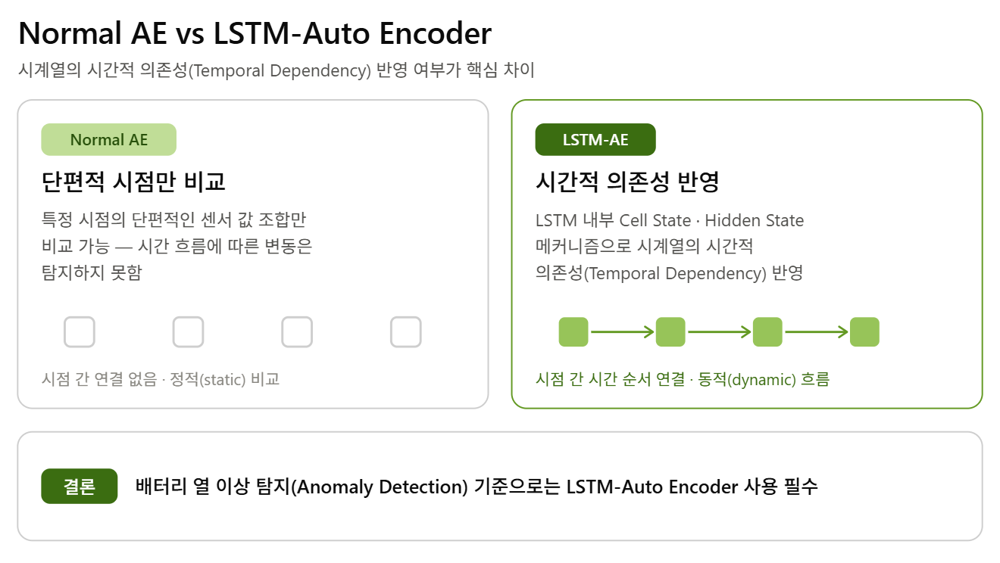 Normal AE vs LSTM-Auto Encoder
시계열의 시간적 의존성(Temporal Dependency) 반영 여부가 핵심 차이
Normal AE
단편적 시점만 비교
특정 시점의 단편적인 센서 값 조합만
비교 가능 — 시간 흐름에 따른 변동은
탐지하지 못함
시점 간 연결 없음 · 정적(static) 비교
LSTM-AE
시간적 의존성 반영
LSTM 내부 Cell State · Hidden State
메커니즘으로 시계열의 시간적
의존성(Temporal Dependency) 반영
시점 간 시간 순서 연결 · 동적(dynamic) 흐름
결론
배터리 열 이상 탐지(Anomaly Detection) 기준으로는 LSTM-Auto Encoder 사용 필수